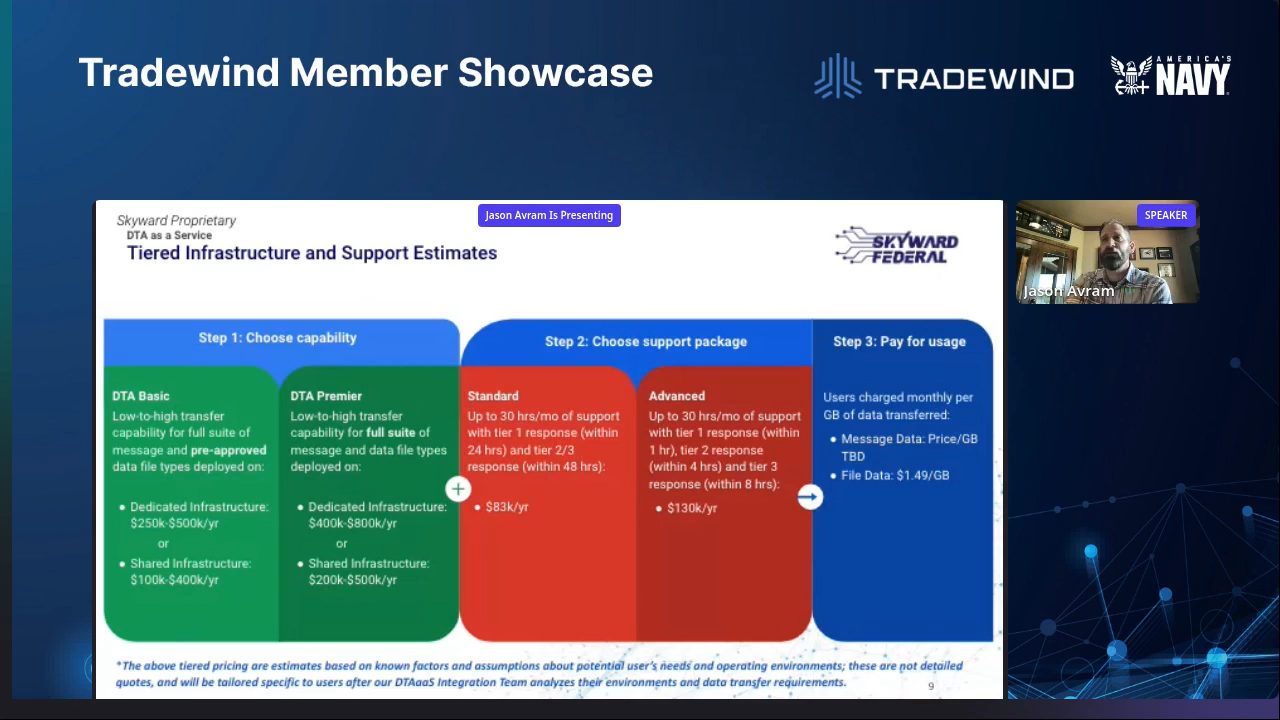 Tradewind Member Showcase
TRADEWIND
AMERICA'S
NAVY
Jason Avram Is Presenting
SPEAKER
Jason Avram
Skyward Proprietary
DTA as a Service
Tiered Infrastructure and Support Estimates
SKYWARD
FEDERAL
Step 1: Choose capability
DTA Basic
Low-to-high transfer
capability for full suite of
message and pre-approved
data file types deployed on:
• Dedicated Infrastructure:
$250k-$500k/yr
or
• Shared Infrastructure:
$100k-$400k/yr
DTA Premier
Low-to-high transfer
capability for full suite of
message and data file types
deployed on:
• Dedicated Infrastructure:
$400k-$800k/yr
or
• Shared Infrastructure:
$200k-$500k/yr
+
Step 2: Choose support package
Standard
Up to 30 hrs/mo of support
with tier 1 response (within
24 hrs) and tier 2/3
response (within 48 hrs):
• $83k/yr
Advanced
Up to 30 hrs/mo of support
with tier 1 response (within
1 hr), tier 2 response
(within 4 hrs) and tier 3
response (within 8 hrs):
• $130k/yr
Step 3: Pay for usage
Users charged monthly per
GB of data transferred:
• Message Data: Price/GB
TBD
• File Data: $1.49/GB
*The above tiered pricing are estimates based on known factors and assumptions about potential user's needs and operating environments; these are not detailed
quotes, and will be tailored specific to users after our DTAaaS Integration Team analyzes their environments and data transfer requirements.
9